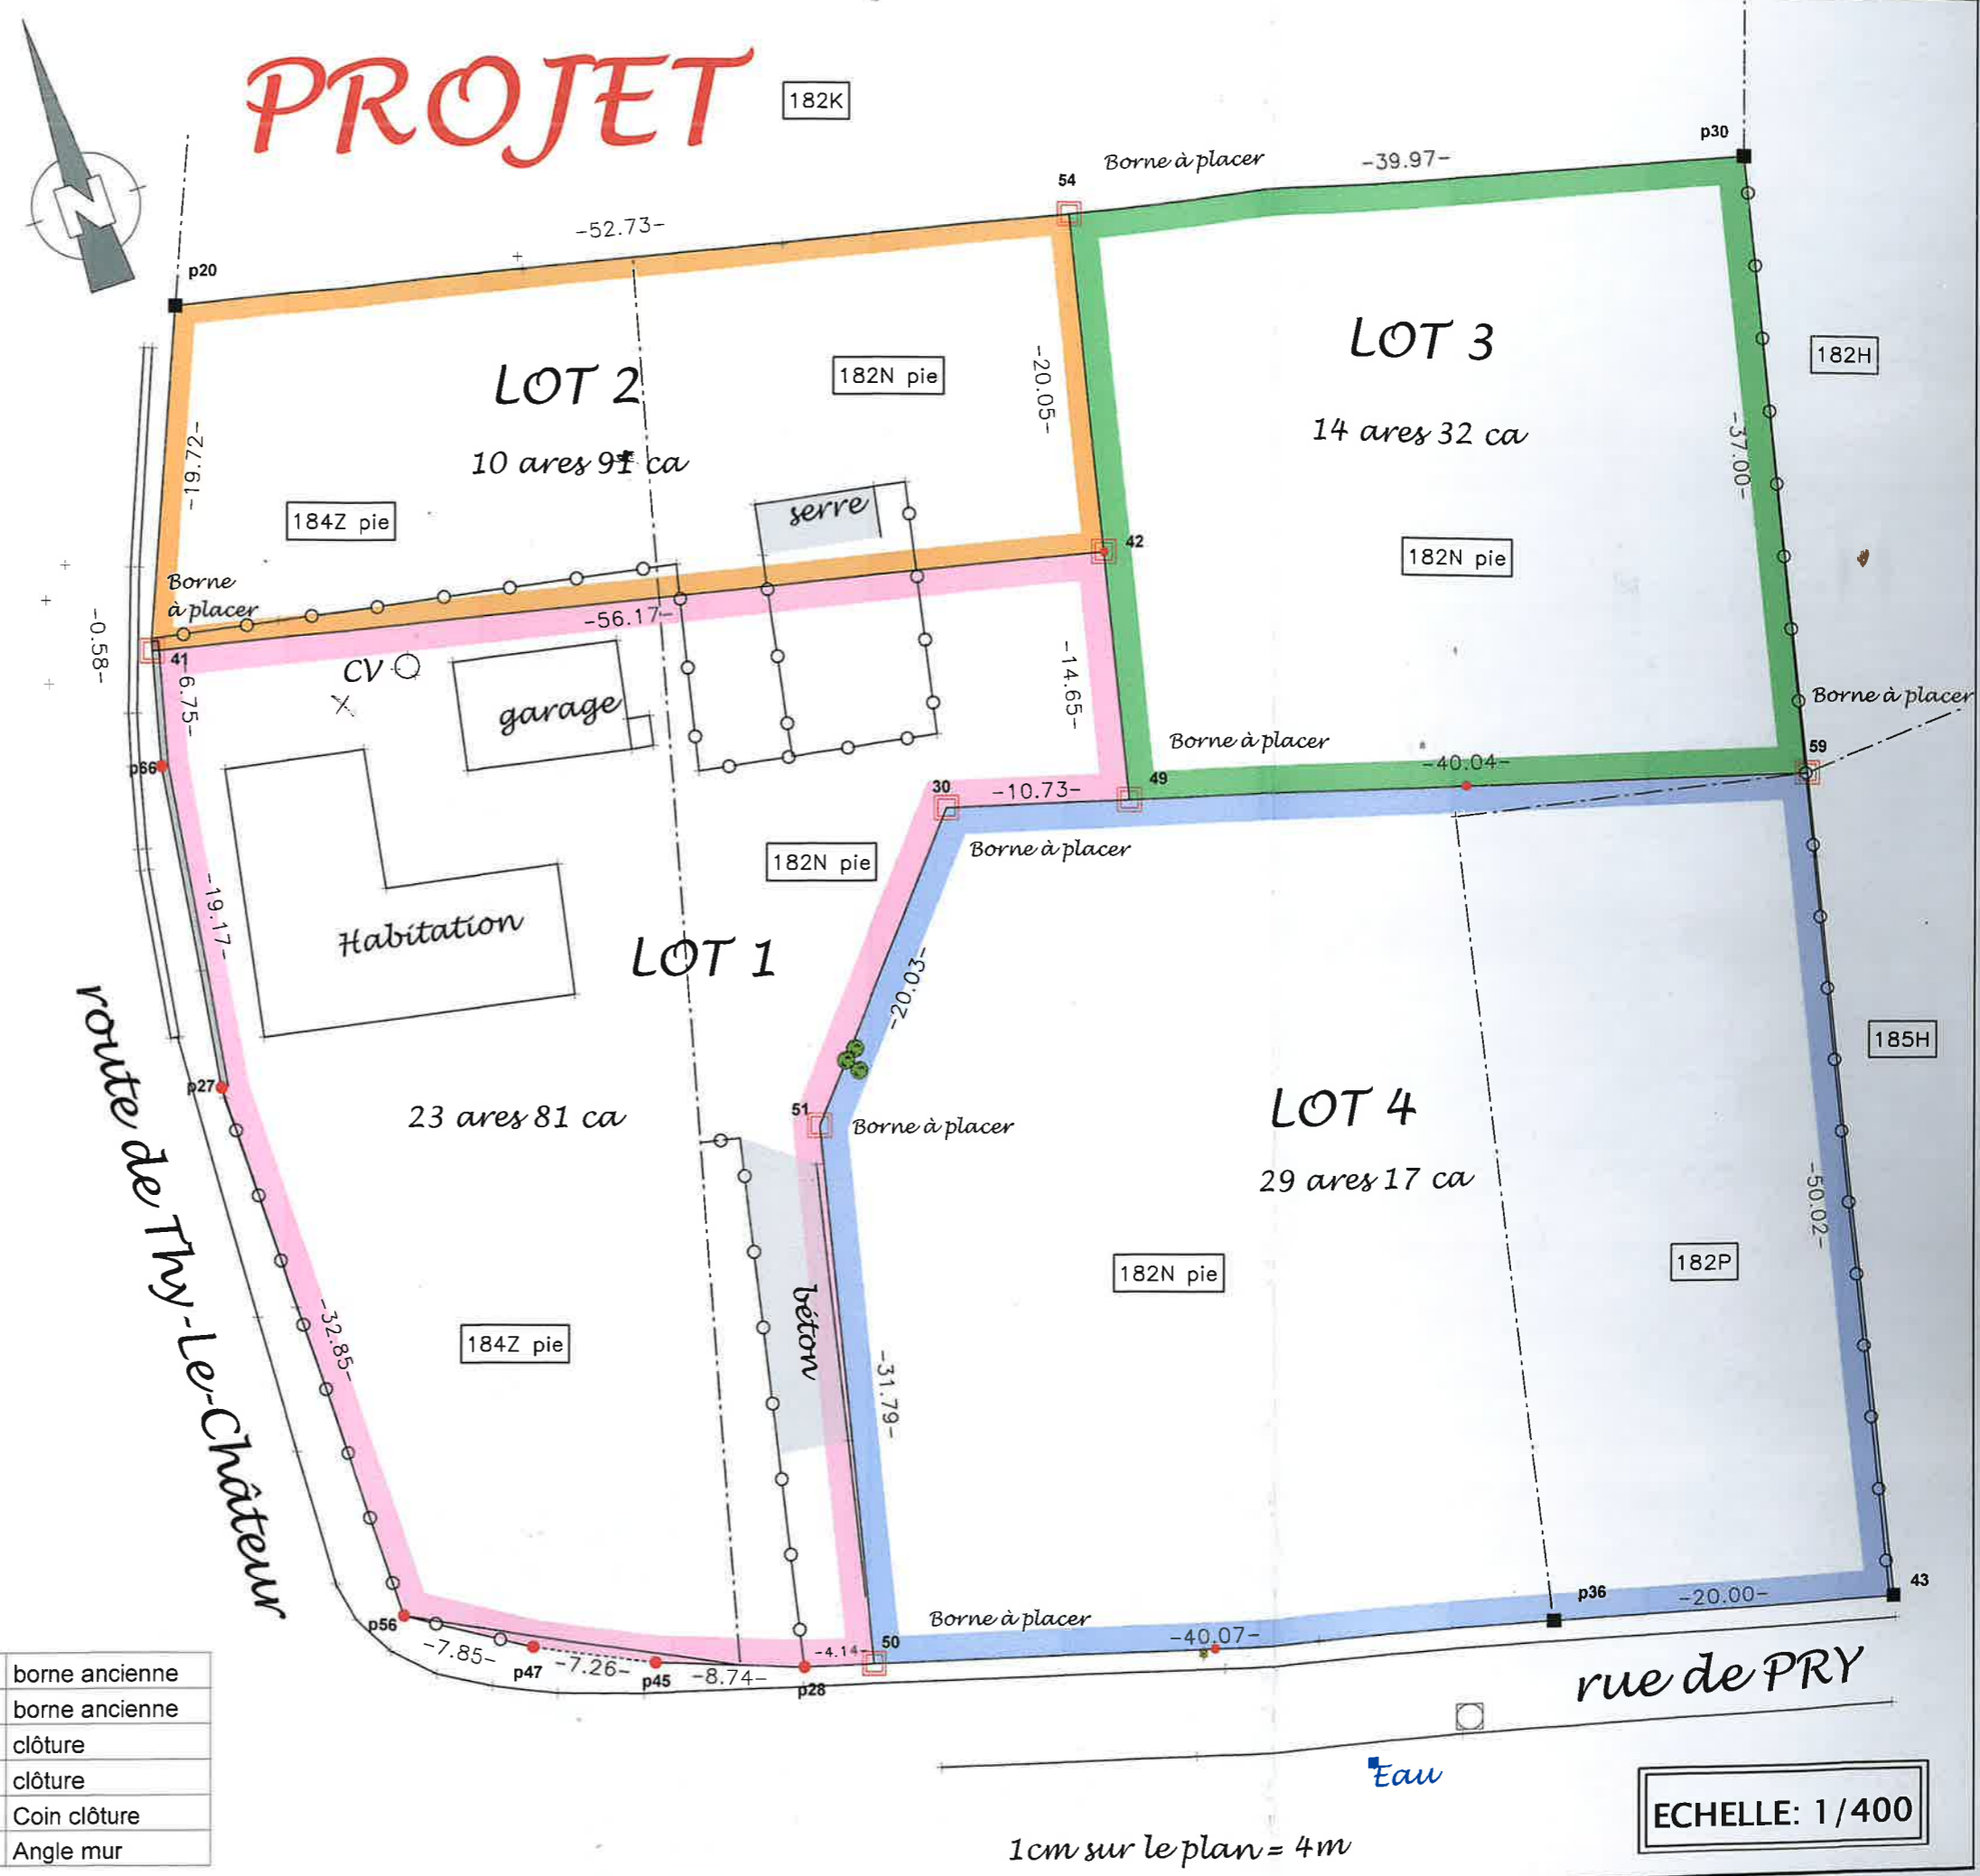 PROJET
182K
p30
Borne à placer
-39.97-
54
-52.73-
p20
LOT 3
182H
LOT 2
182N pie
-20.05-
14 ares 32 ca
-37.00-
-19.72-
10 ares 91 ca
184Z pie
serre
42
182N pie
Borne
à placer
-56.17-
-0.58-
41
CV
-6.75-
garage
-14.65-
Borne à placer
Borne à placer
59
-40.04-
p66
49
30
-10.73-
Borne à placer
182N pie
-19.17-
Habitation
LOT 1
-20.03-
185H
route de Thy-Le-Château
p27
23 ares 81 ca
51
Borne à placer
LOT 4
29 ares 17 ca
-50.02-
182N pie
182P
béton
-32.85-
184Z pie
-31.79-
p36
-20.00-
43
p56
Borne à placer
50
-40.07-
-7.85-
p47
-7.26-
p45
-8.74-
p28
-4.14-
rue de PRY
borne ancienne
borne ancienne
clôture
clôture
Coin clôture
Angle mur
Eau
ECHELLE: 1/400
1cm sur le plan = 4m